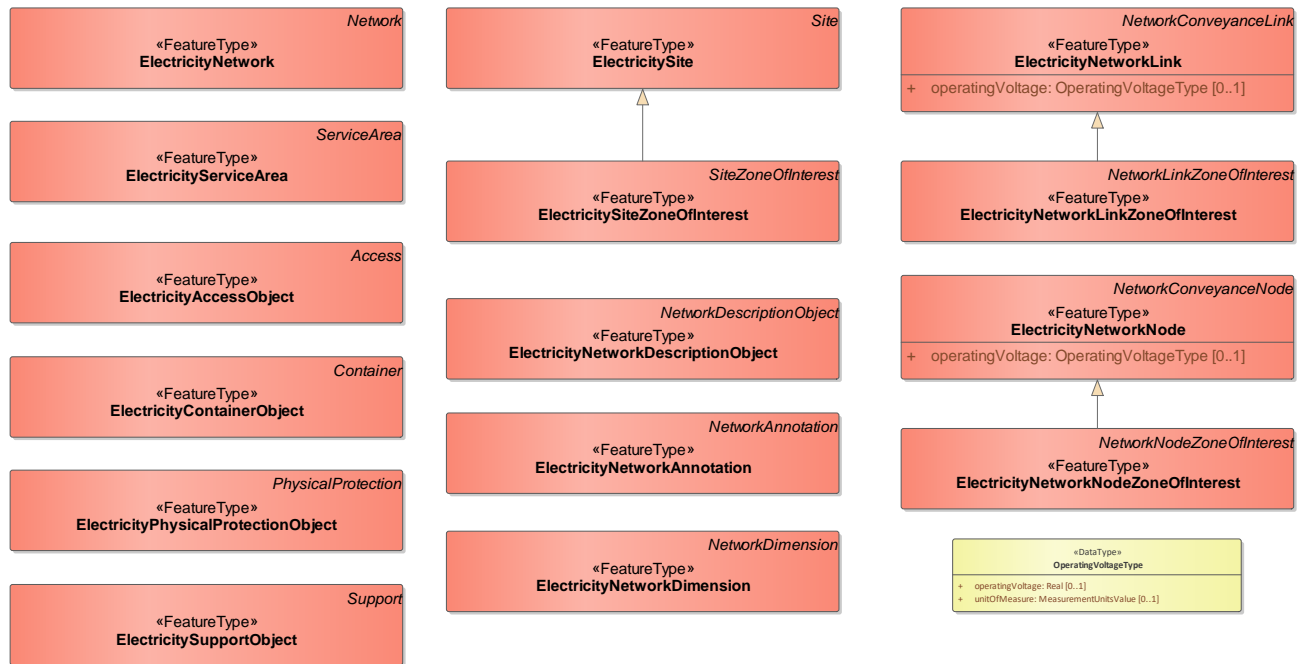 Network
«FeatureType»
ElectricityNetwork
ServiceArea
«FeatureType»
ElectricityServiceArea
Access
«FeatureType»
ElectricityAccessObject
Container
«FeatureType»
ElectricityContainerObject
PhysicalProtection
«FeatureType»
ElectricityPhysicalProtectionObject
Support
«FeatureType»
ElectricitySupportObject
Site
«FeatureType»
ElectricitySite
SiteZoneOfInterest
«FeatureType»
ElectricitySiteZoneOfInterest
NetworkDescriptionObject
«FeatureType»
ElectricityNetworkDescriptionObject
NetworkAnnotation
«FeatureType»
ElectricityNetworkAnnotation
NetworkDimension
«FeatureType»
ElectricityNetworkDimension
NetworkConveyanceLink
«FeatureType»
ElectricityNetworkLink
+ operatingVoltage: OperatingVoltageType [0..1]
NetworkLinkZoneOfInterest
«FeatureType»
ElectricityNetworkLinkZoneOfInterest
NetworkConveyanceNode
«FeatureType»
ElectricityNetworkNode
+ operatingVoltage: OperatingVoltageType [0..1]
NetworkNodeZoneOfInterest
«FeatureType»
ElectricityNetworkNodeZoneOfInterest
«DataType»
OperatingVoltageType
+ operatingVoltage: Real [0..1]
+ unitOfMeasure: MeasurementUnitsValue [0..1]